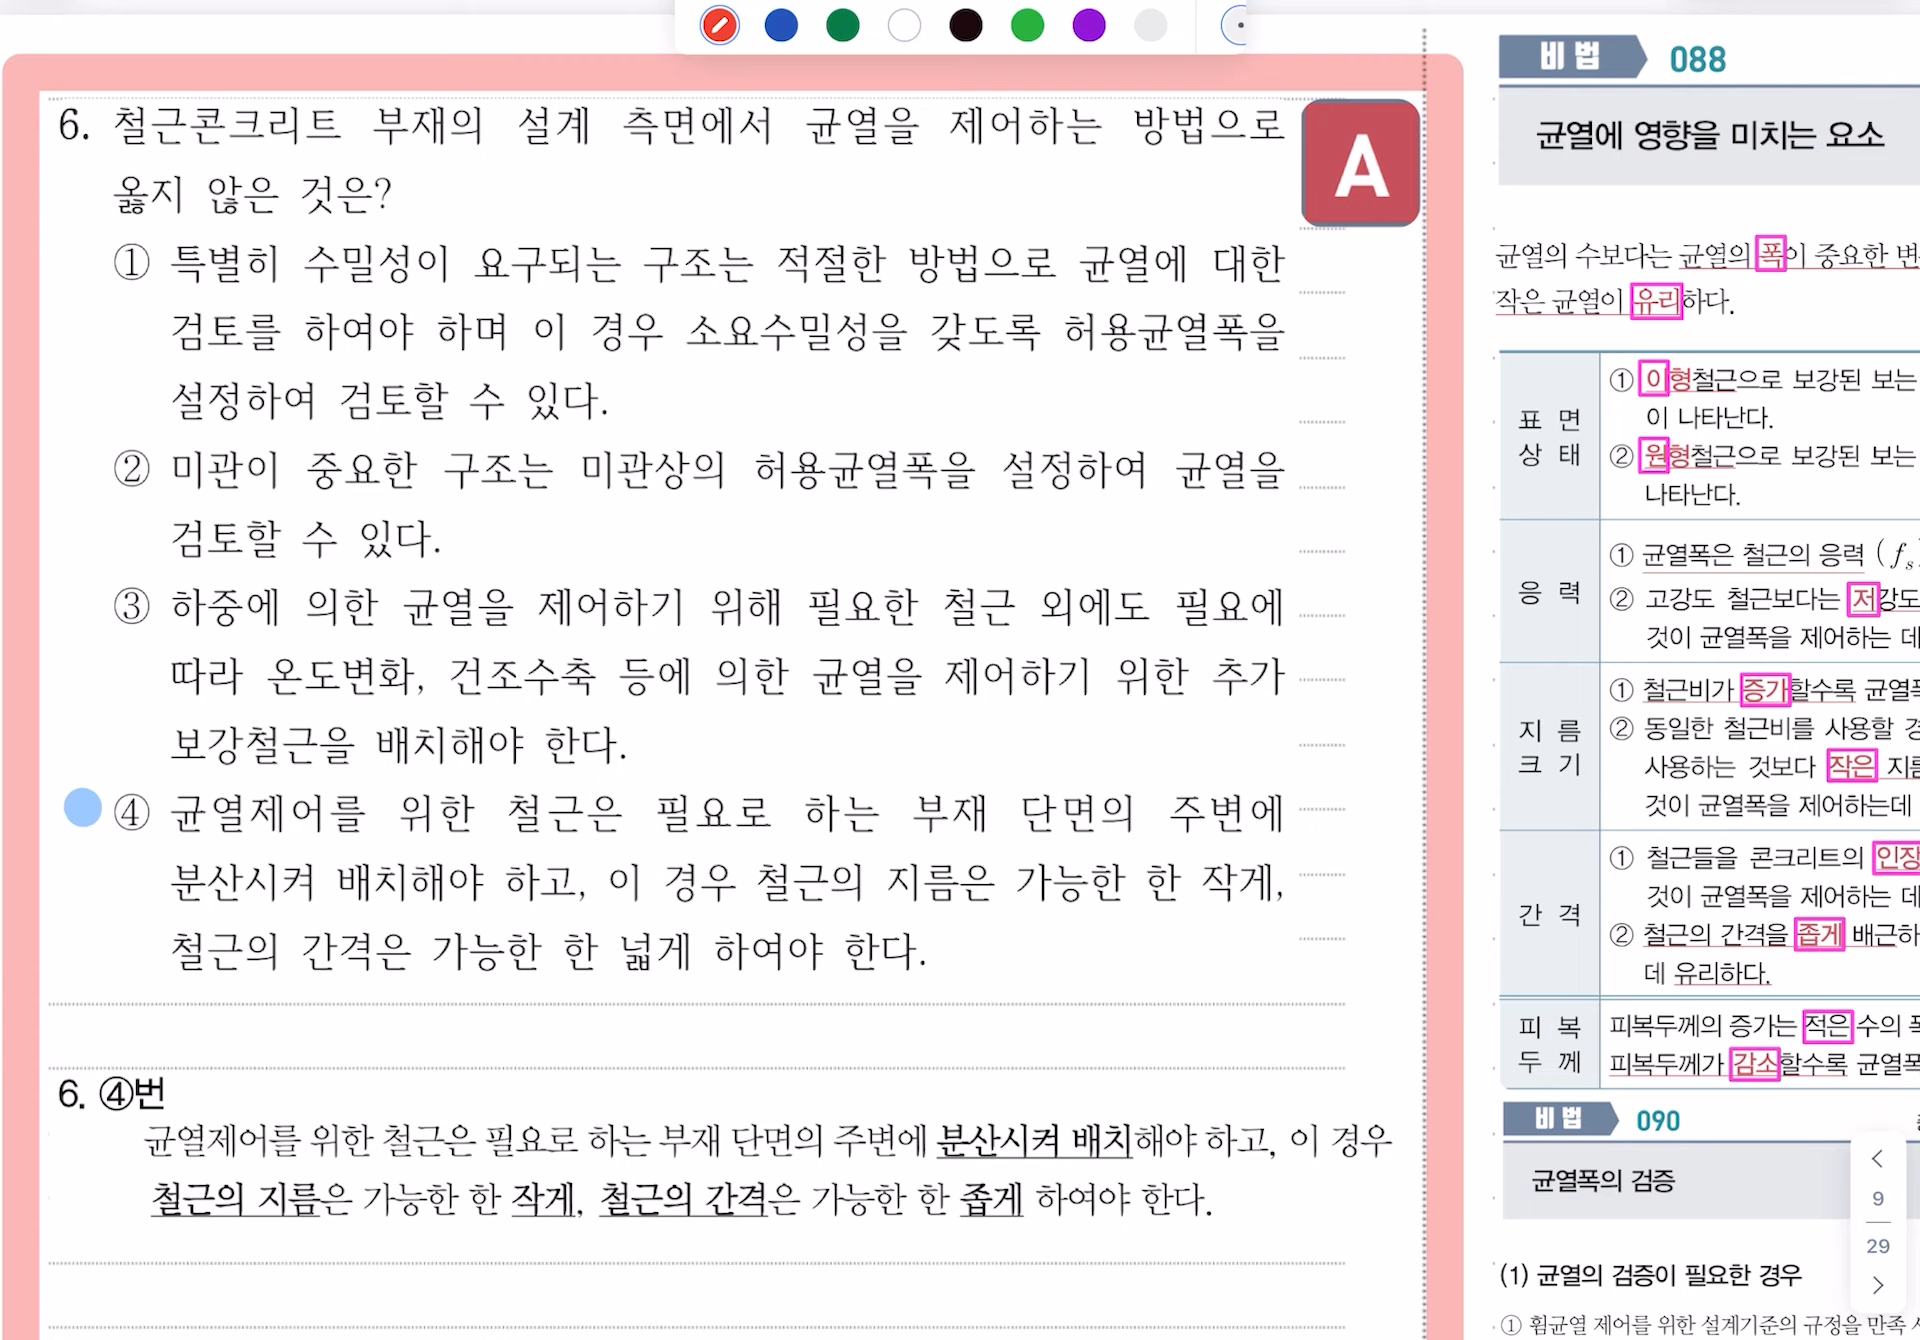 6. 철근콘크리트 부재의 설계 측면에서 균열을 제어하는 방법으로
옳지 않은 것은?
A
① 특별히 수밀성이 요구되는 구조는 적절한 방법으로 균열에 대한
검토를 하여야 하며 이 경우 소요수밀성을 갖도록 허용균열폭을
설정하여 검토할 수 있다.
② 미관이 중요한 구조는 미관상의 허용균열폭을 설정하여 균열을
검토할 수 있다.
③ 하중에 의한 균열을 제어하기 위해 필요한 철근 외에도 필요에
따라 온도변화, 건조수축 등에 의한 균열을 제어하기 위한 추가
보강철근을 배치해야 한다.
④ 균열제어를 위한 철근은 필요로 하는 부재 단면의 주변에
분산시켜 배치해야 하고, 이 경우 철근의 지름은 가능한 한 작게,
철근의 간격은 가능한 한 넓게 하여야 한다.
6. ④번
균열제어를 위한 철근은 필요로 하는 부재 단면의 주변에 분산시켜 배치해야 하고, 이 경우
철근의 지름은 가능한 한 작게, 철근의 간격은 가능한 한 좁게 하여야 한다.
비법 088
균열에 영향을 미치는 요소
균열의 수보다는 균열의 폭이 중요한 변
작은 균열이 유리하다.
표면
상태
① 이형철근으로 보강된 보는
이 나타난다.
② 원형철근으로 보강된 보는
나타난다.
응력
① 균열폭은 철근의 응력 (fs)
② 고강도 철근보다는 저강도
것이 균열폭을 제어하는 데
지름
크기
① 철근비가 증가할수록 균열폭
② 동일한 철근비를 사용할 경
사용하는 것보다 작은 지름
것이 균열폭을 제어하는데
간격
① 철근들을 콘크리트의 인장
것이 균열폭을 제어하는 데
② 철근의 간격을 좁게 배근하
데 유리하다.
피복
두께
피복두께의 증가는 적은 수의 폭
피복두께가 감소할수록 균열폭
비법 090
균열폭의 검증
(1) 균열의 검증이 필요한 경우
① 휨균열 제어를 위한 설계기준의 규정을 만족
9
29